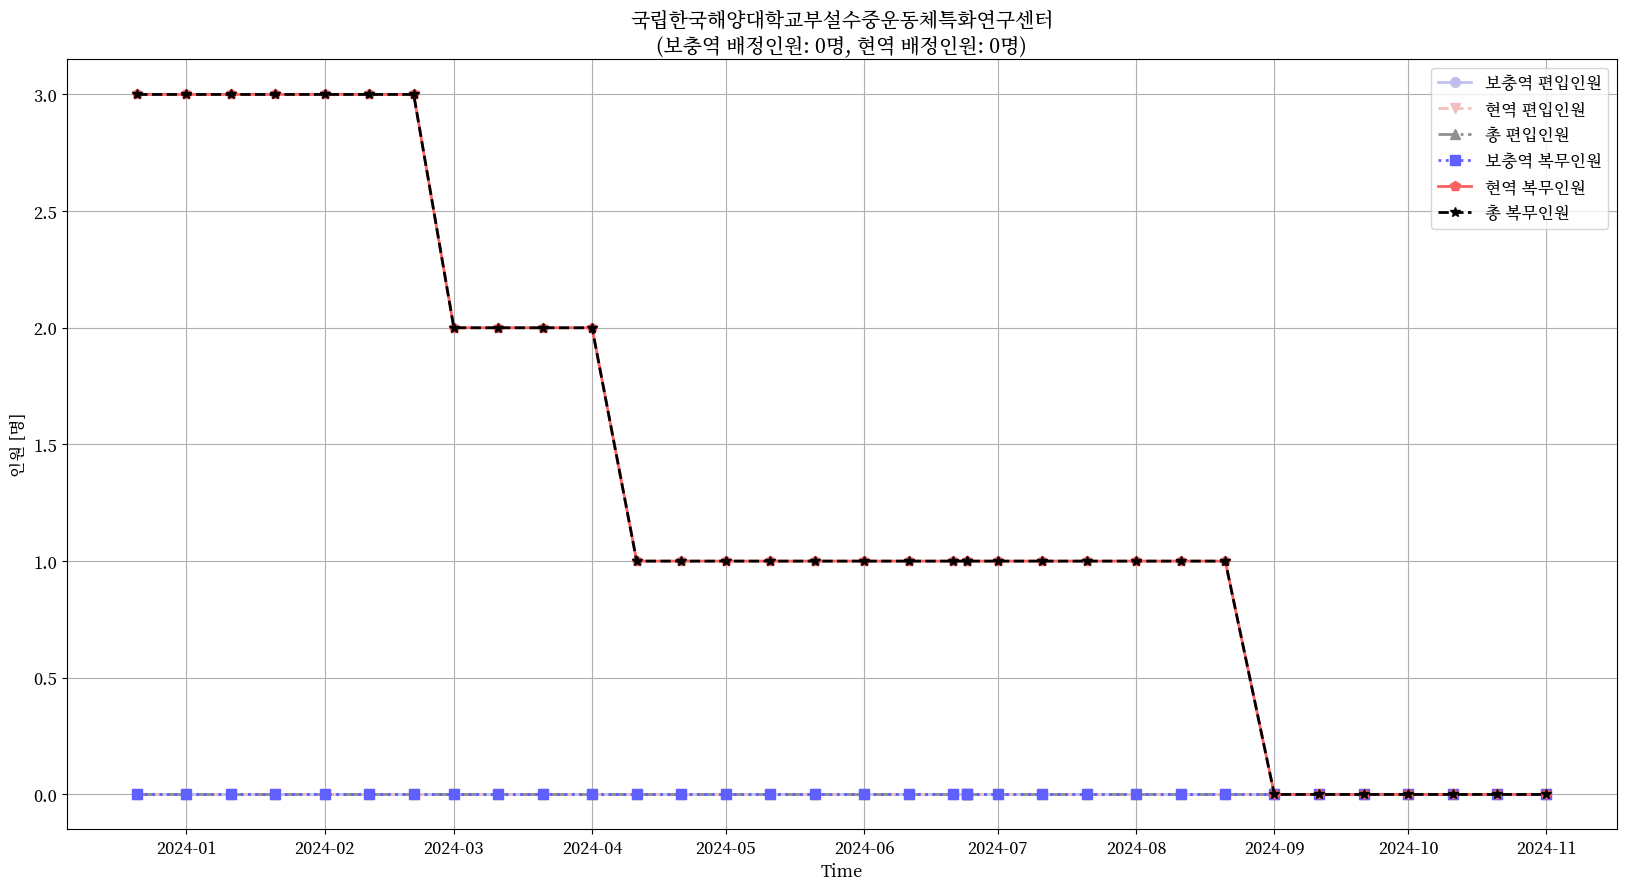 국립한국해양대학교부설수중운동체특화연구센터
(보충역 배정인원: 0명, 현역 배정인원: 0명)
보충역 편입인원
현역 편입인원
총 편입인원
보충역 복무인원
현역 복무인원
총 복무인원
인원 [명]
3.0
2.5
2.0
1.5
1.0
0.5
0.0
2024-01 2024-02 2024-03 2024-04 2024-05 2024-06 2024-07 2024-08 2024-09 2024-10 2024-11
Time